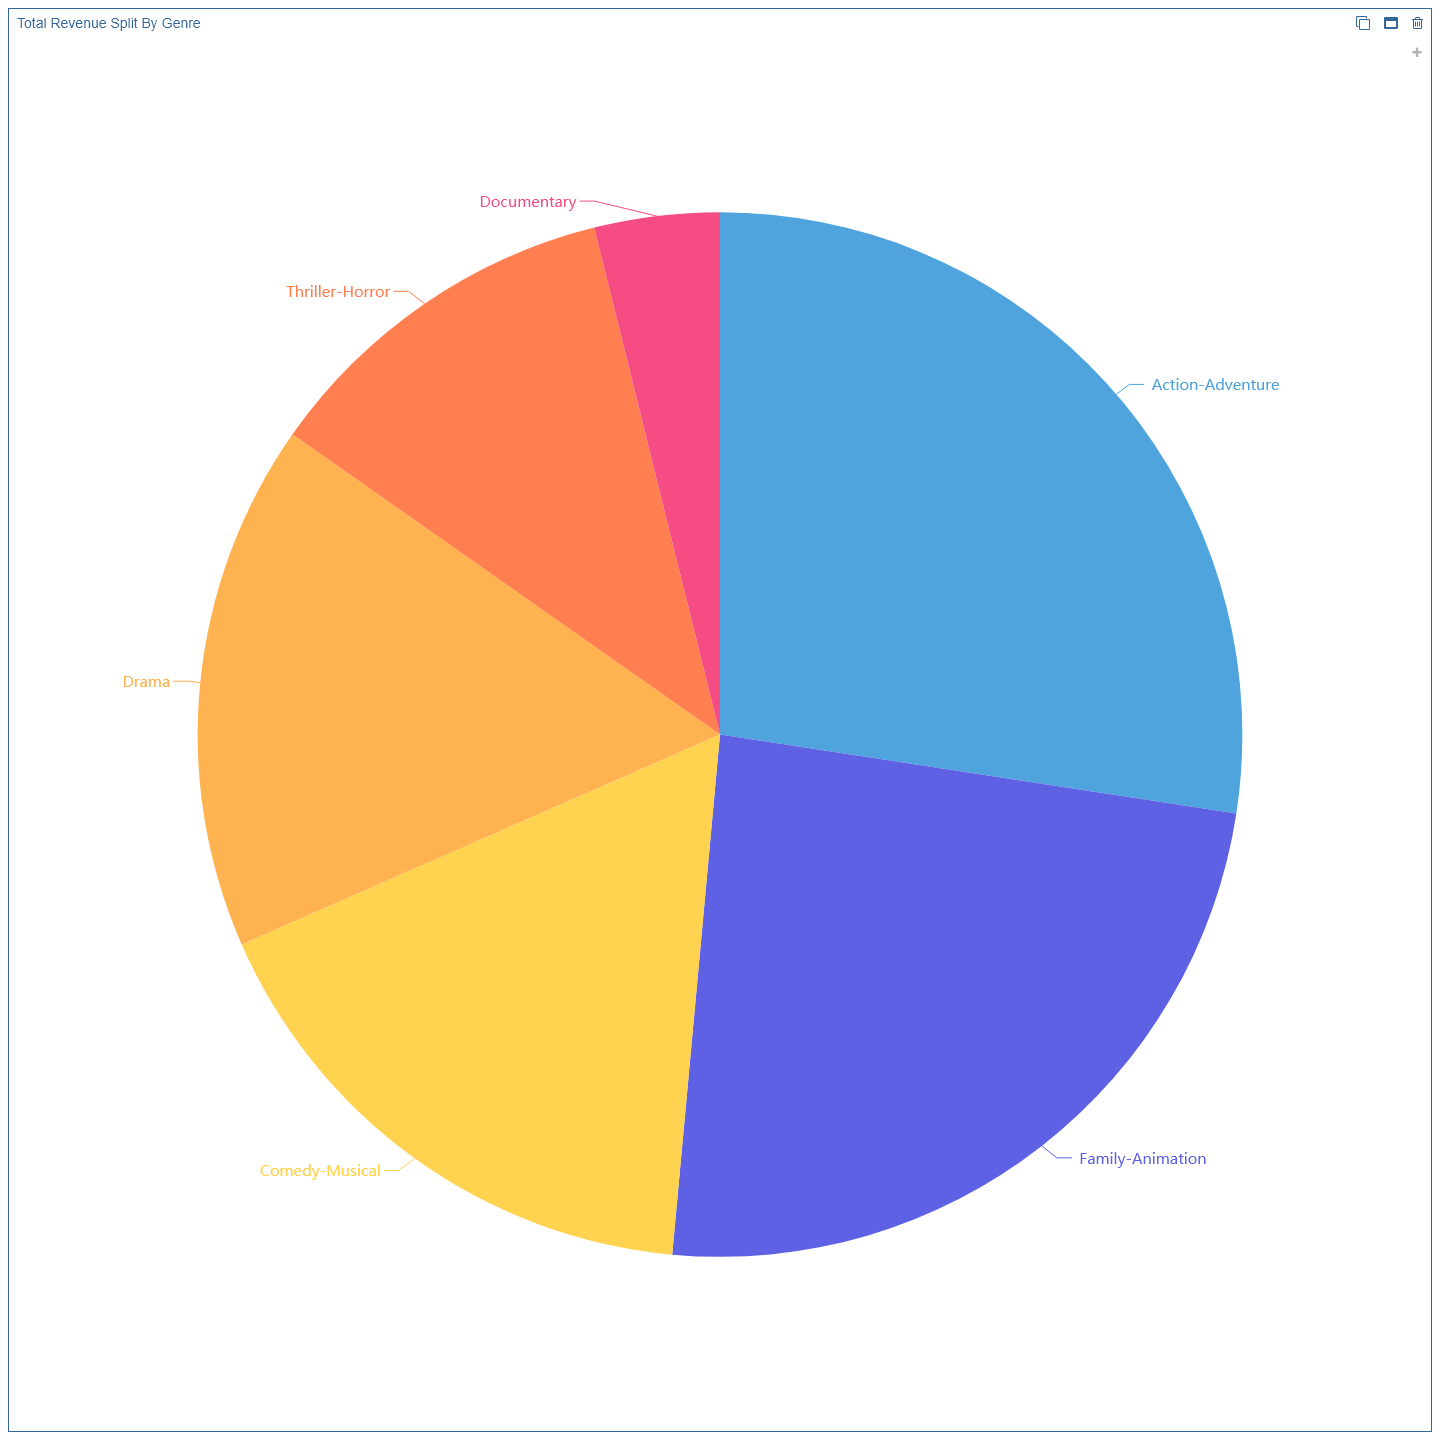 Total Revenue Split By Genre
Documentary
Thriller-Horror
Action-Adventure
Drama
Family-Animation
Comedy-Musical